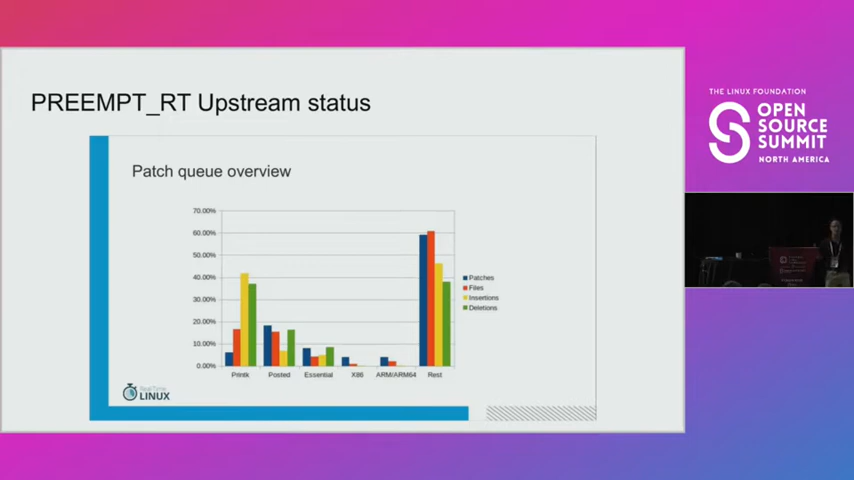 PREEMPT_RT Upstream status
Patch queue overview
70.00%
60.00%
50.00%
40.00%
30.00%
20.00%
10.00%
0.00%
Printk Posted Essential X86 ARM/ARM64 Rest
Patches
Files
Insertions
Deletions
RealTime
LINUX
THE LINUX FOUNDATION
OPEN
SOURCE
SUMMIT
NORTH AMERICA